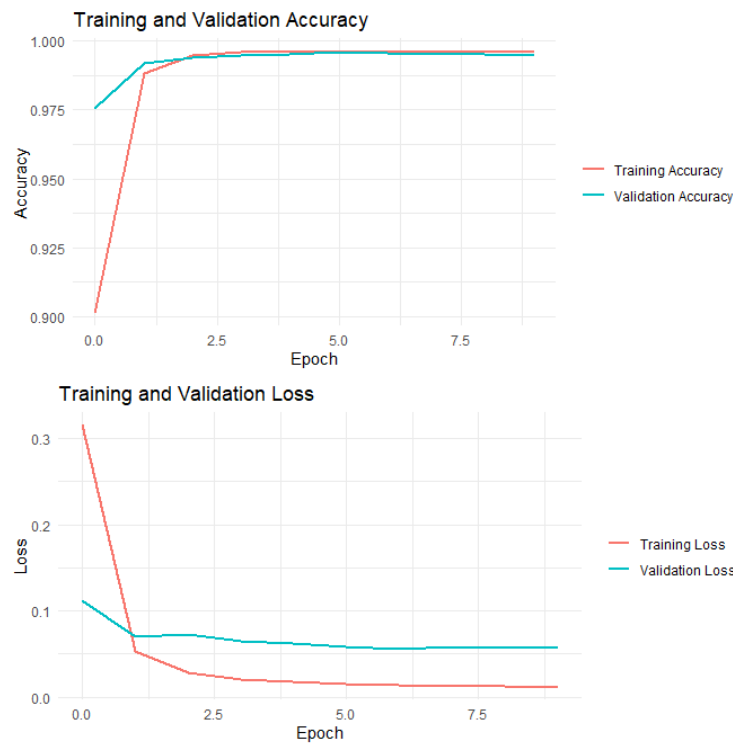 Training and Validation Accuracy
1.000
0.975
0.950
0.925
0.900
Accuracy
0.0 2.5 5.0 7.5
Epoch
Training Accuracy
Validation Accuracy
Training and Validation Loss
0.3
0.2
0.1
0.0
Loss
0.0 2.5 5.0 7.5
Epoch
Training Loss
Validation Loss